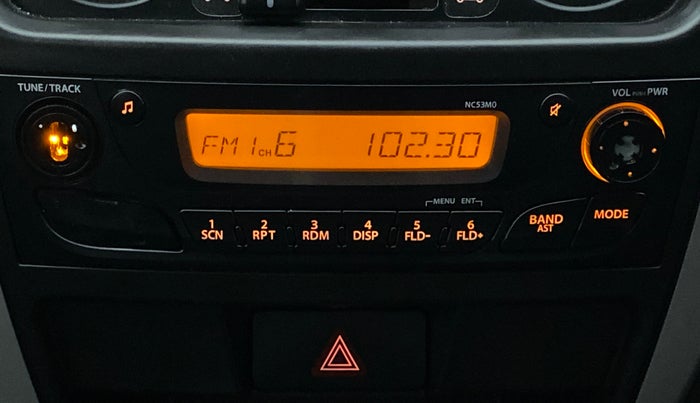 TUNE/TRACK
VOL PUSH PWR
NC53M0
FM1 CH 6 102.30
MENU ENT
1 SCN
2 RPT
3 RDM
4 DISP
5 FLD-
6 FLD+
BAND AST
MODE